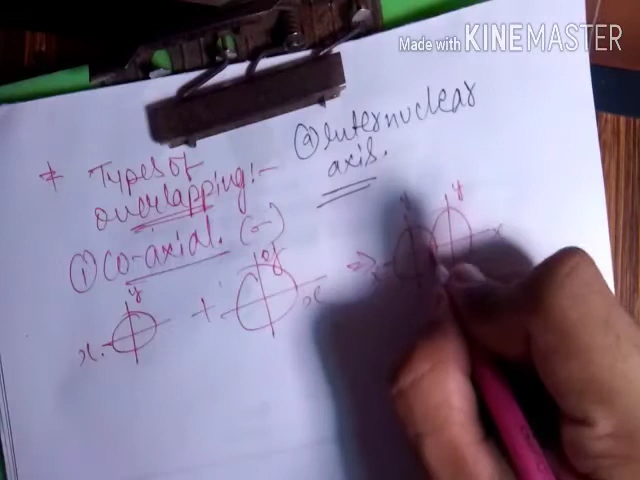 Made with KINEMASTER
* Types of
overlapping:-
@ Internuclear
axis.
① Co-axial. (σ)
y y y y
x. + x ⇒ x x